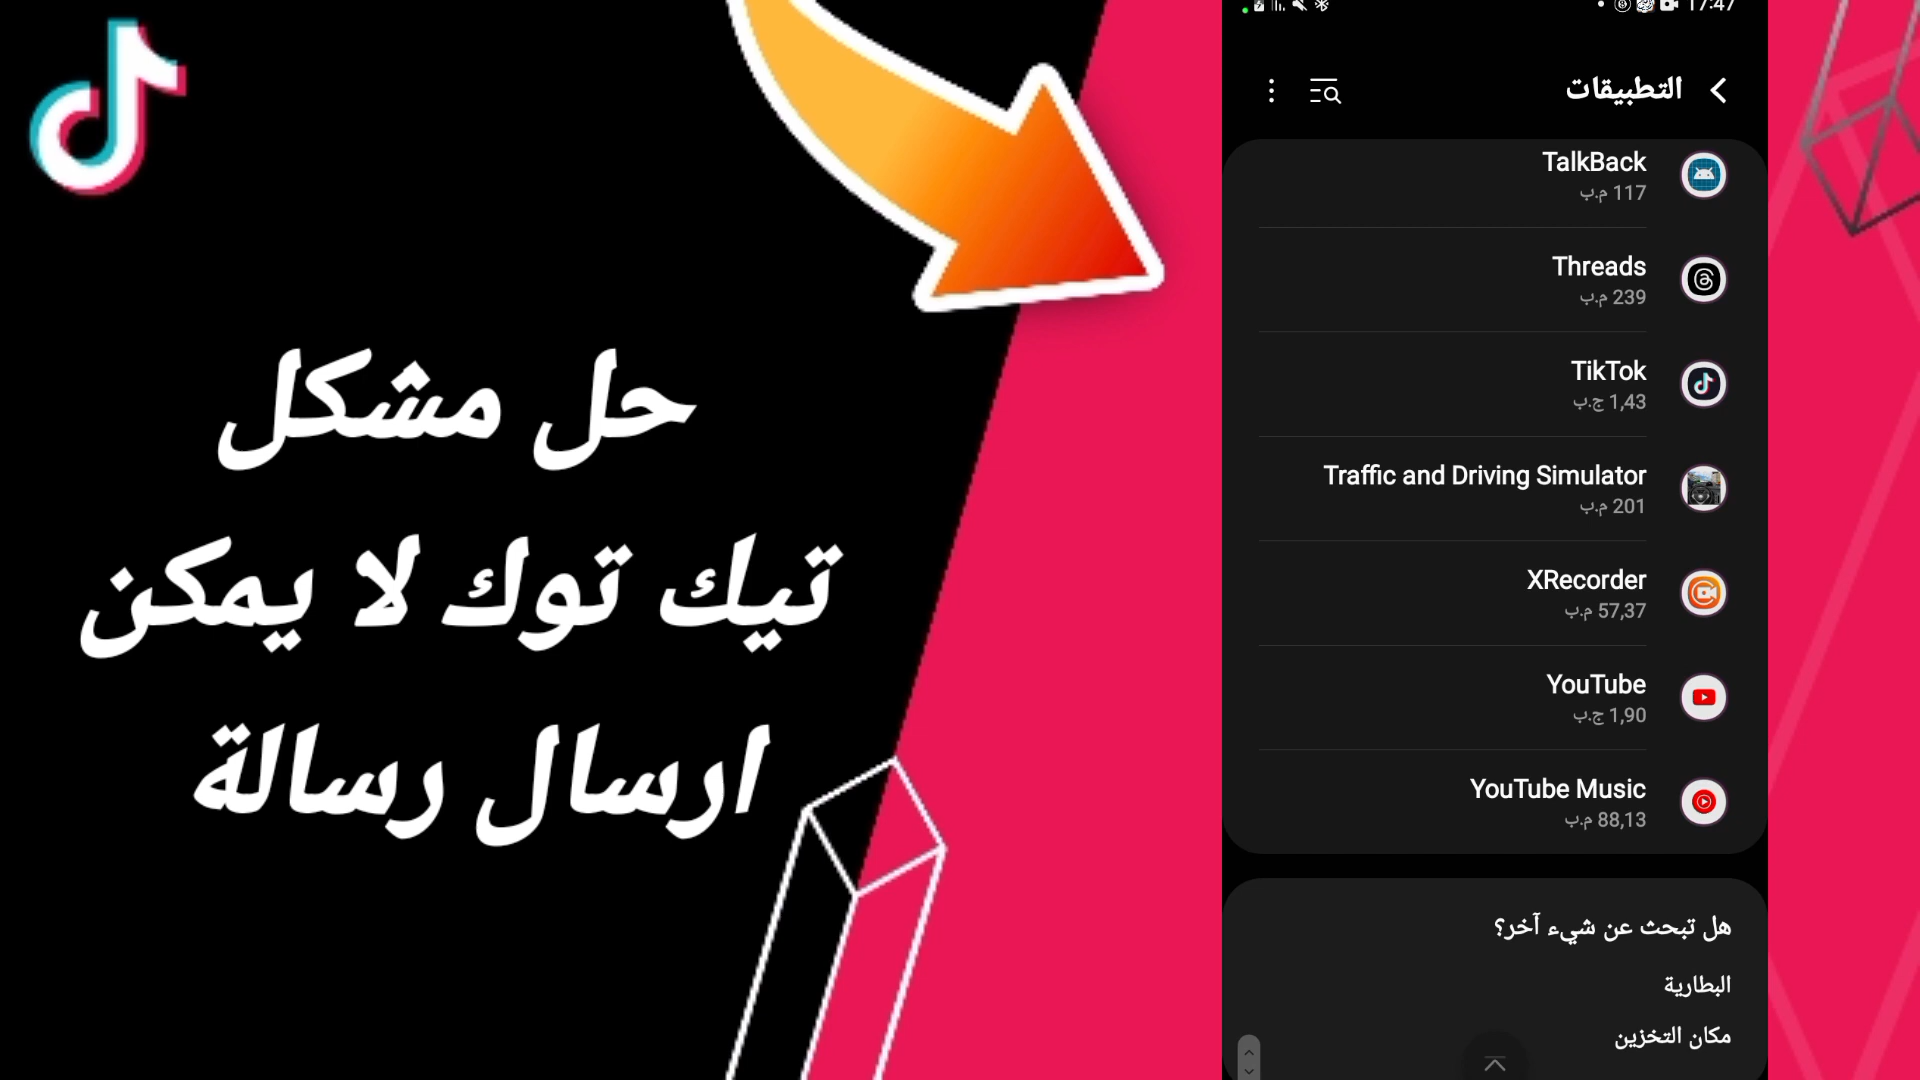 حل مشكل
تيك توك لا يمكن
ارسال رسالة
17:47
التطبيقات
TalkBack
117 م.ب
Threads
239 م.ب
TikTok
1,43 ج.ب
Traffic and Driving Simulator
201 م.ب
XRecorder
57,37 م.ب
YouTube
1,90 ج.ب
YouTube Music
88,13 م.ب
هل تبحث عن شيء آخر؟
البطارية
مكان التخزين